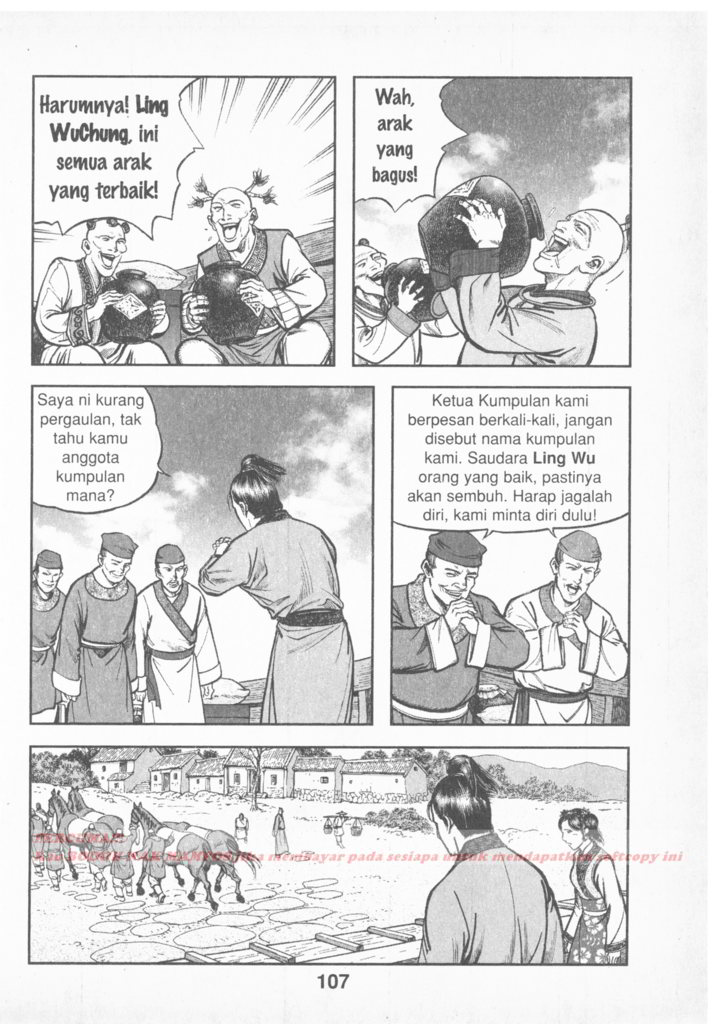 Harumnya! Ling
WuChung, ini
semua arak
yang terbaik!
Wah,
arak
yang
bagus!
Saya ni kurang
pergaulan, tak
tahu kamu
anggota
kumpulan
mana?
Ketua Kumpulan kami
berpesan berkali-kali, jangan
disebut nama kumpulan
kami. Saudara Ling Wu
orang yang baik, pastinya
akan sembuh. Harap jagalah
diri, kami minta diri dulu!
PERCUMA!!
membayar pada sesiapa untuk mendapatkan softcopy ini
107